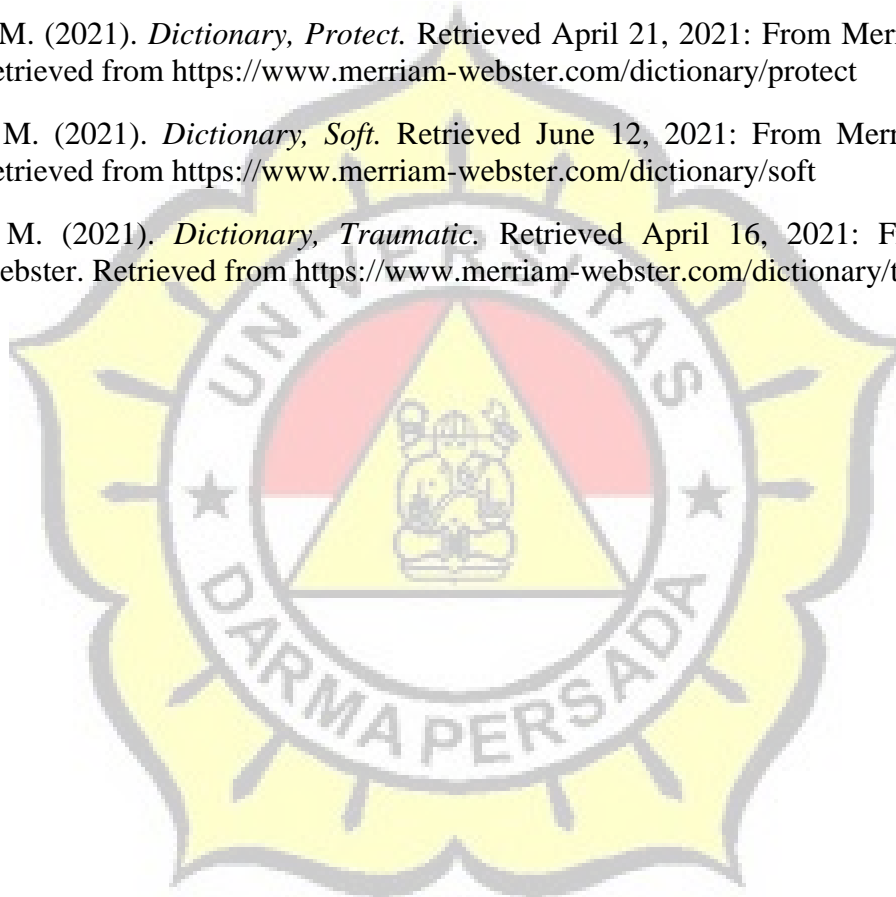 M. (2021). Dictionary, Protect. Retrieved April 21, 2021: From Merr
etrieved from https://www.merriam-webster.com/dictionary/protect
M. (2021). Dictionary, Soft. Retrieved June 12, 2021: From Merr
etrieved from https://www.merriam-webster.com/dictionary/soft
M. (2021). Dictionary, Traumatic. Retrieved April 16, 2021: F
ebster. Retrieved from https://www.merriam-webster.com/dictionary/t
UNIVERSITAS
DARMA PERSADA